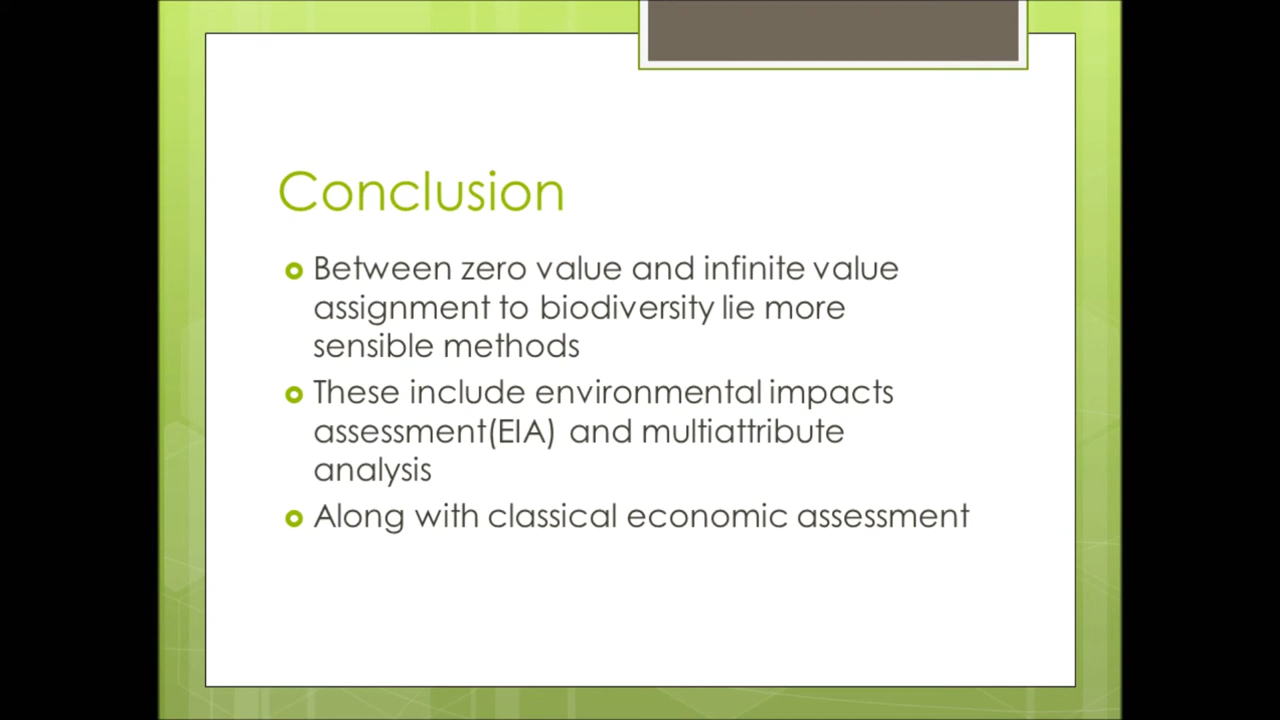 Conclusion
Between zero value and infinite value
assignment to biodiversity lie more
sensible methods
These include environmental impacts
assessment(EIA) and multiattribute
analysis
Along with classical economic assessment